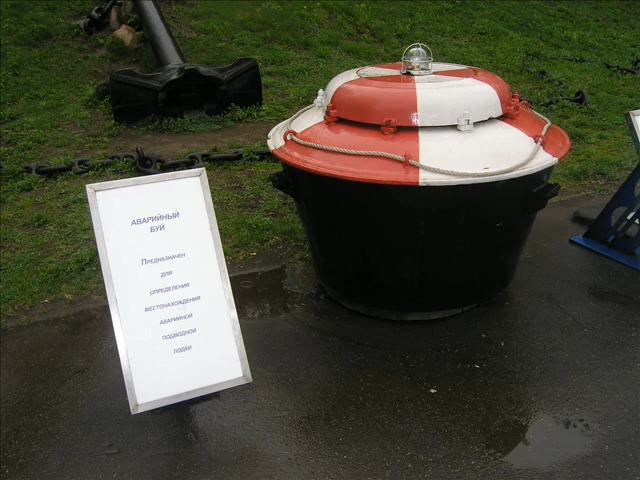 АВАРИЙНЫЙ
БУЙ
ПРЕДНАЗНАЧЕН
ДЛЯ
ОПРЕДЕЛЕНИЯ
МЕСТОНАХОЖДЕНИЯ
АВАРИЙНОЙ
ПОДВОДНОЙ
ЛОДКИ